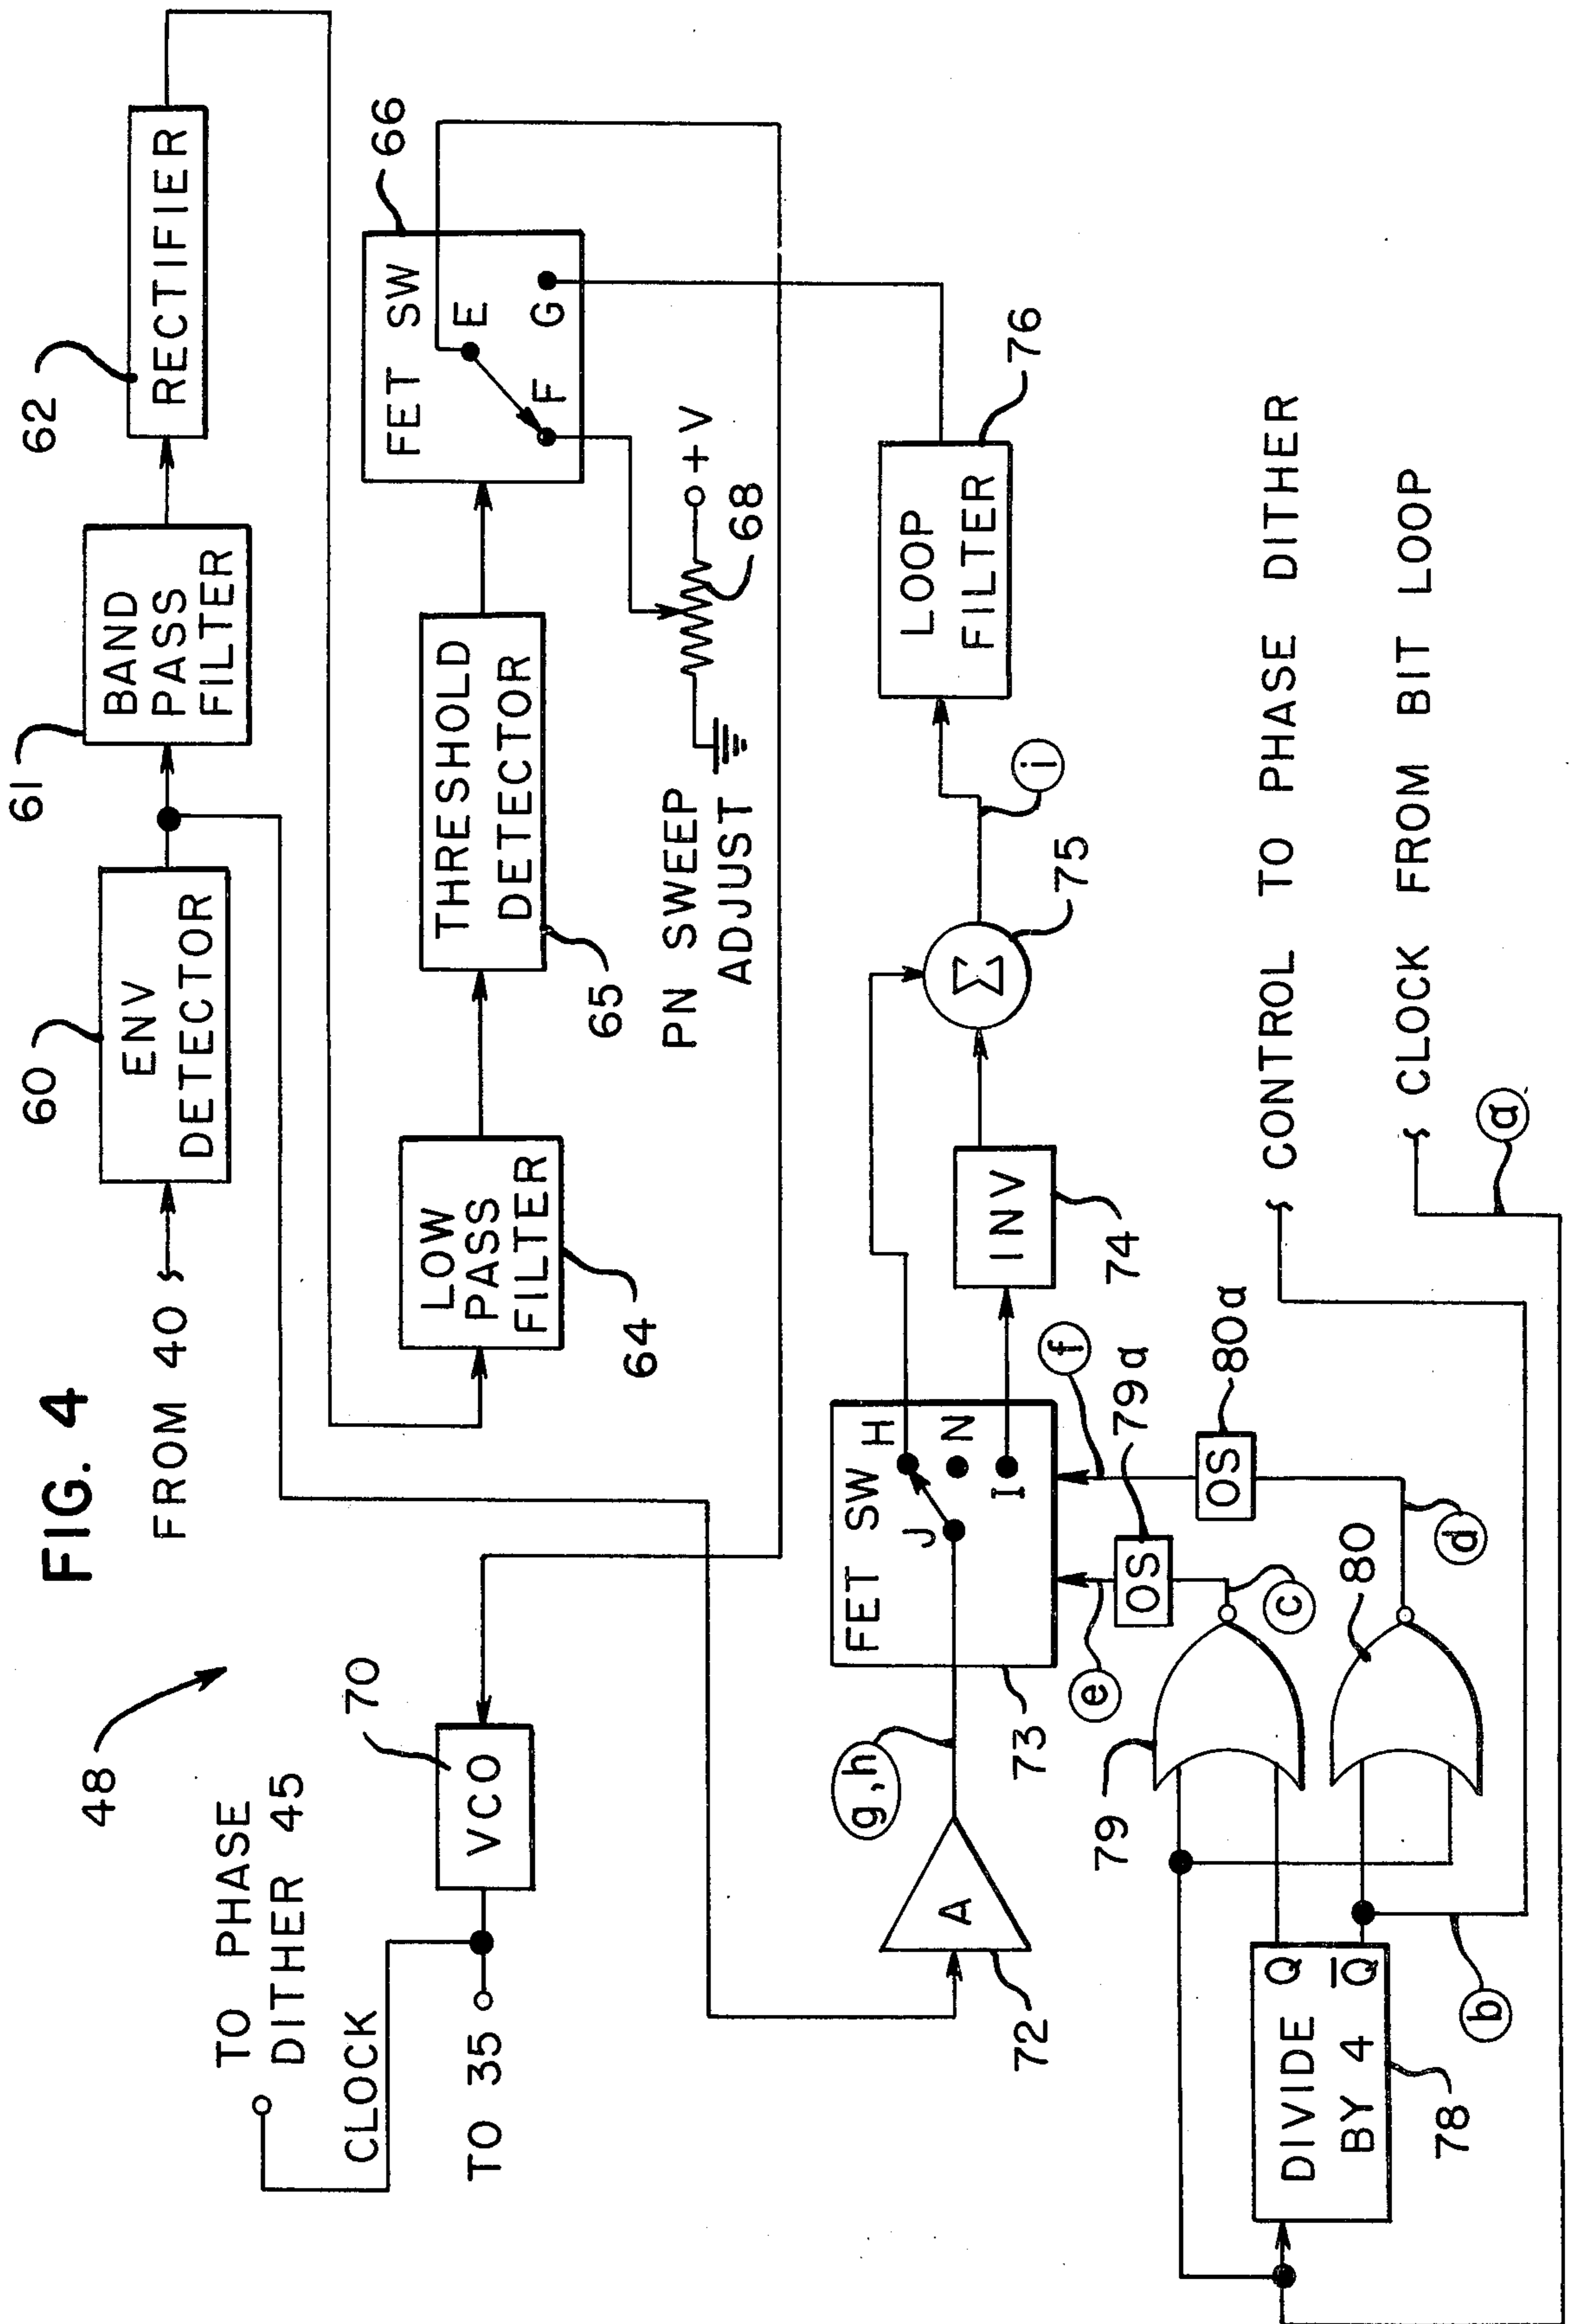 FIG. 4
48
FROM 40
60
ENV
DETECTOR
61
BAND
PASS
FILTER
62
RECTIFIER
TO PHASE
DITHER 45
CLOCK
TO 35
70
VCO
LOW
PASS
FILTER
64
THRESHOLD
DETECTOR
65
FET SW
E
F
G
66
PN SWEEP
ADJUST
+V
68
72
A
g,h
FET SW
J
H
N
I
73
INV
74
Σ
75
i
LOOP
FILTER
76
e
f
OS
79a
OS
80a
c
d
79
80
DIVIDE
BY 4
Q
Q̅
78
b
CONTROL TO PHASE DITHER
CLOCK FROM BIT LOOP
a